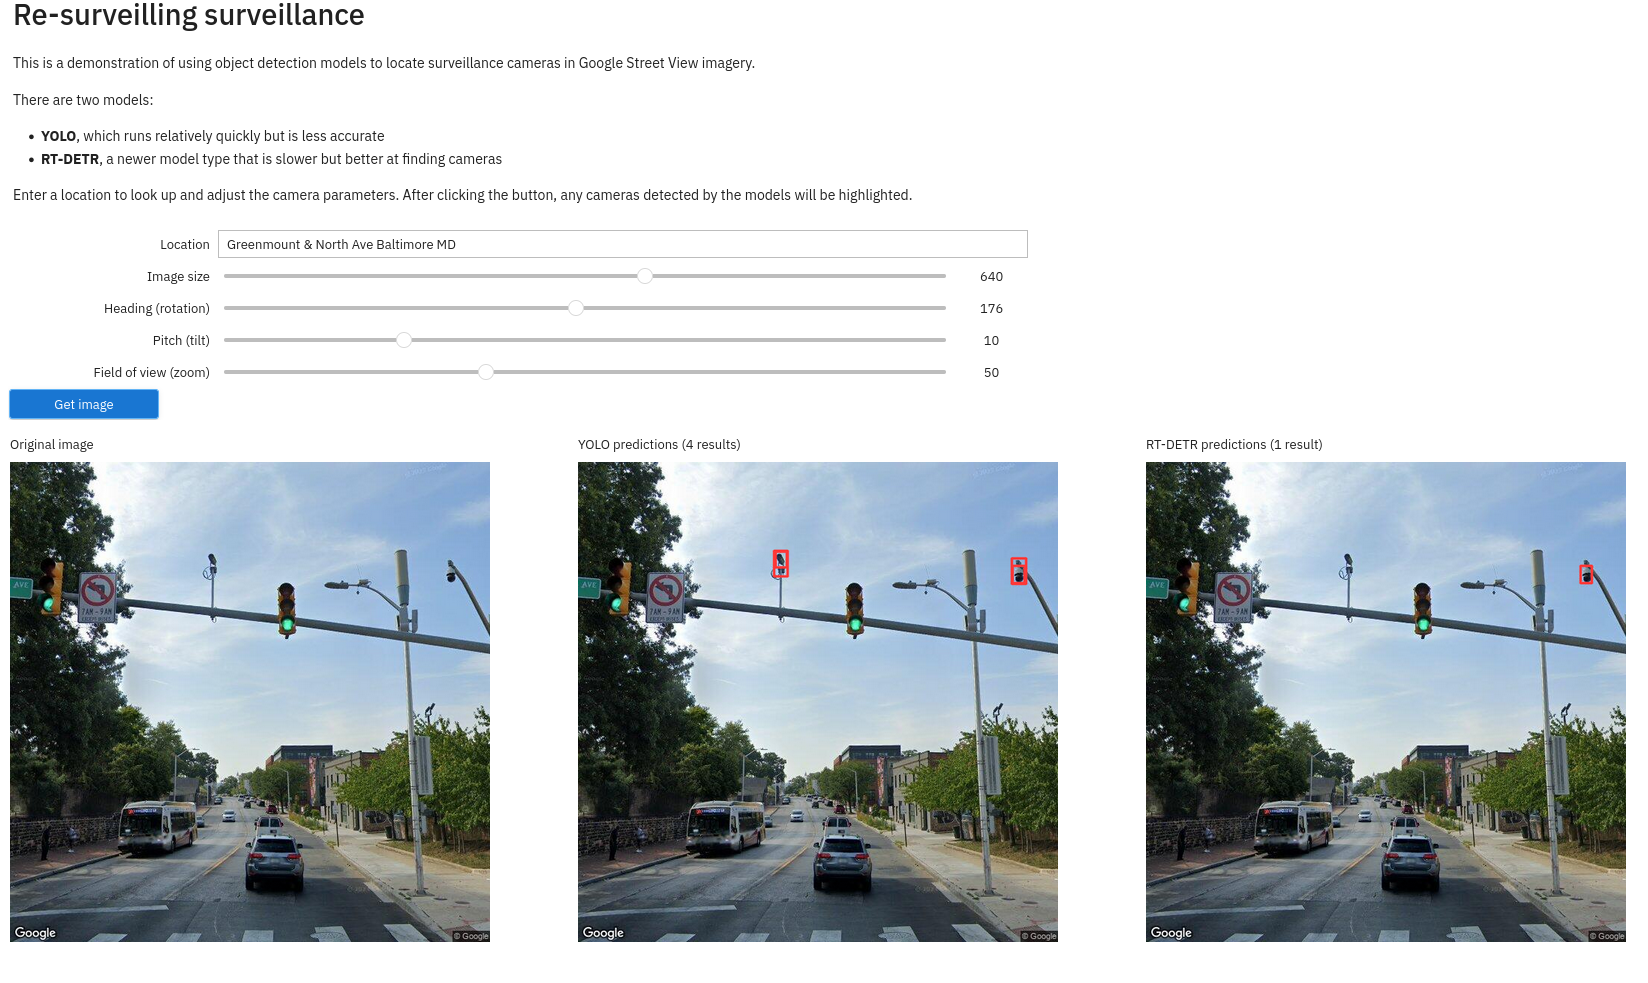 Re-surveilling surveillance
This is a demonstration of using object detection models to locate surveillance cameras in Google Street View imagery.
There are two models:
• YOLO, which runs relatively quickly but is less accurate
• RT-DETR, a newer model type that is slower but better at finding cameras
Enter a location to look up and adjust the camera parameters. After clicking the button, any cameras detected by the models will be highlighted.
Location Greenmount & North Ave Baltimore MD
Image size 640
Heading (rotation) 176
Pitch (tilt) 10
Field of view (zoom) 50
Get image
Original image
YOLO predictions (4 results)
RT-DETR predictions (1 result)
AVE
7AM - 9AM
Google
© Google
AVE
7AM - 9AM
Google
© Google
AVE
7AM - 9AM
Google
© Google